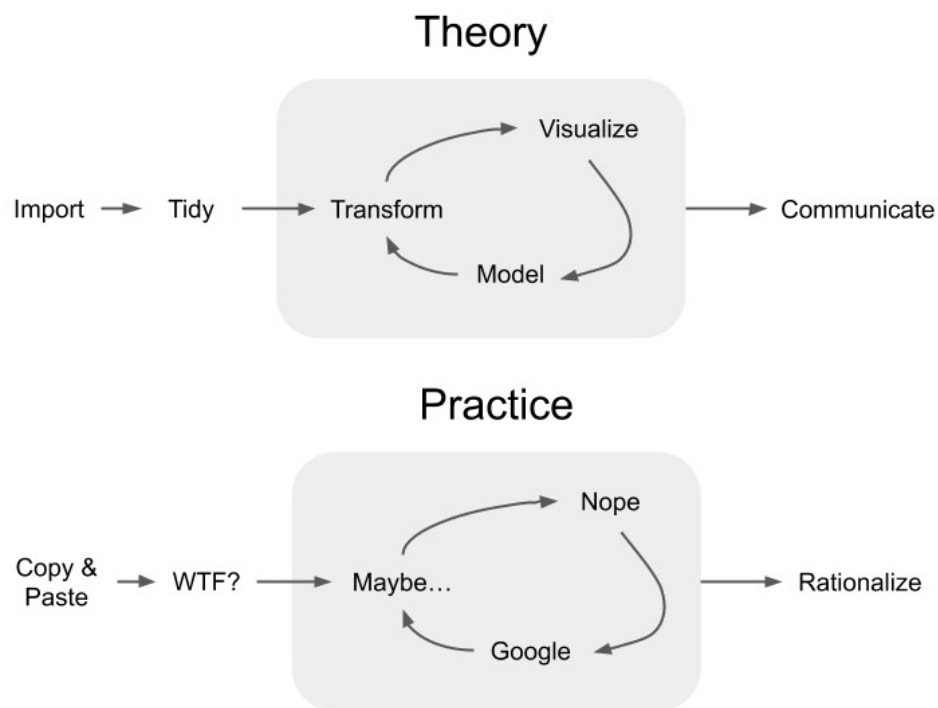 Theory
Visualize
Import
Tidy
Transform
Communicate
Model
Practice
Nope
Copy &
Paste
WTF?
Maybe…
Rationalize
Google